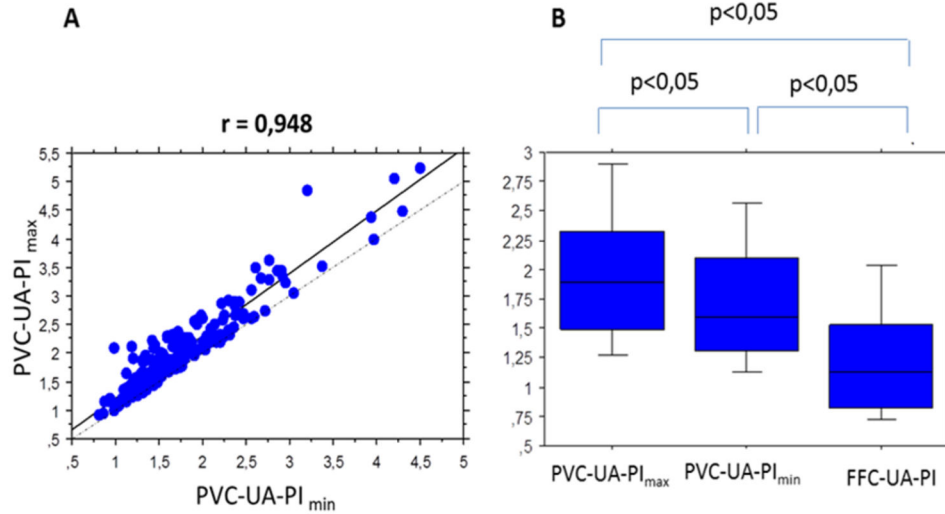 A
r = 0,948
PVC-UA-PI max
5,5
5
4,5
4
3,5
3
2,5
2
1,5
1
,5
,5 1 1,5 2 2,5 3 3,5 4 4,5 5
PVC-UA-PI min
B
p<0,05
p<0,05 p<0,05
3
2,75
2,5
2,25
2
1,75
1,5
1,25
1
,75
,5
PVC-UA-PImax PVC-UA-PImin FFC-UA-PI